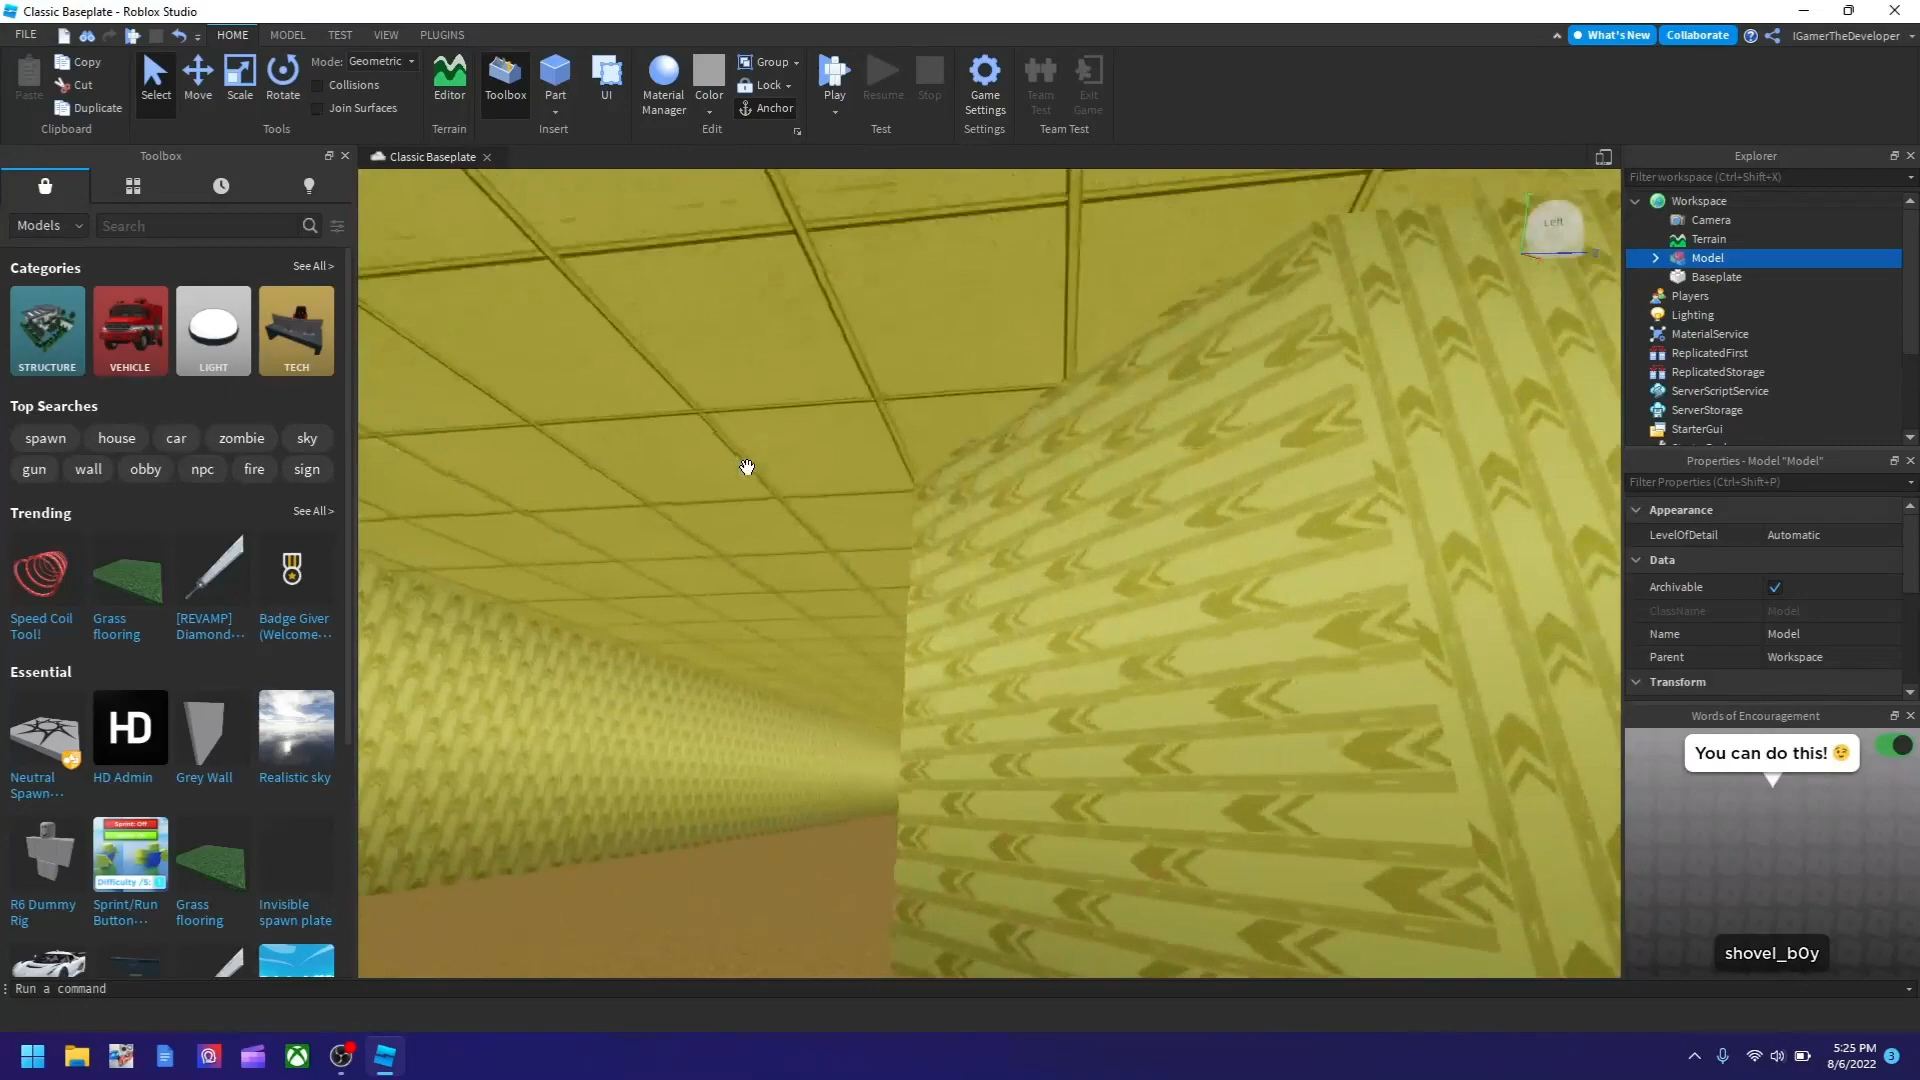 Classic Baseplate - Roblox Studio
FILE
HOME
MODEL
TEST
VIEW
PLUGINS
What's New
Collaborate
IGamerTheDeveloper
Paste
Copy
Cut
Duplicate
Clipboard
Select
Move
Scale
Rotate
Mode: Geometric
Collisions
Join Surfaces
Tools
Editor
Terrain
Toolbox
Part
UI
Insert
Material
Manager
Color
Group
Lock
Anchor
Edit
Play
Resume
Stop
Test
Game
Settings
Settings
Team
Test
Exit
Game
Team Test
Toolbox
Models
Search
Categories
See All >
STRUCTURE
VEHICLE
LIGHT
TECH
Top Searches
spawn
house
car
zombie
sky
gun
wall
obby
npc
fire
sign
Trending
See All >
Speed Coil
Tool!
Grass
flooring
[REVAMP]
Diamond···
Badge Giver
(Welcome···
Essential
HD
Neutral
Spawn···
HD Admin
Grey Wall
Realistic sky
Sprint: Off
Difficulty /5:
R6 Dummy
Rig
Sprint/Run
Button···
Grass
flooring
Invisible
spawn plate
Classic Baseplate
Left
Explorer
Filter workspace (Ctrl+Shift+X)
Workspace
Camera
Terrain
Model
Baseplate
Players
Lighting
MaterialService
ReplicatedFirst
ReplicatedStorage
ServerScriptService
ServerStorage
StarterGui
Properties - Model "Model"
Filter Properties (Ctrl+Shift+P)
Appearance
LevelOfDetail Automatic
Data
Archivable
ClassName Model
Name Model
Parent Workspace
Transform
Words of Encouragement
You can do this! 😉
shovel_b0y
Run a command
5:25 PM
8/6/2022
3